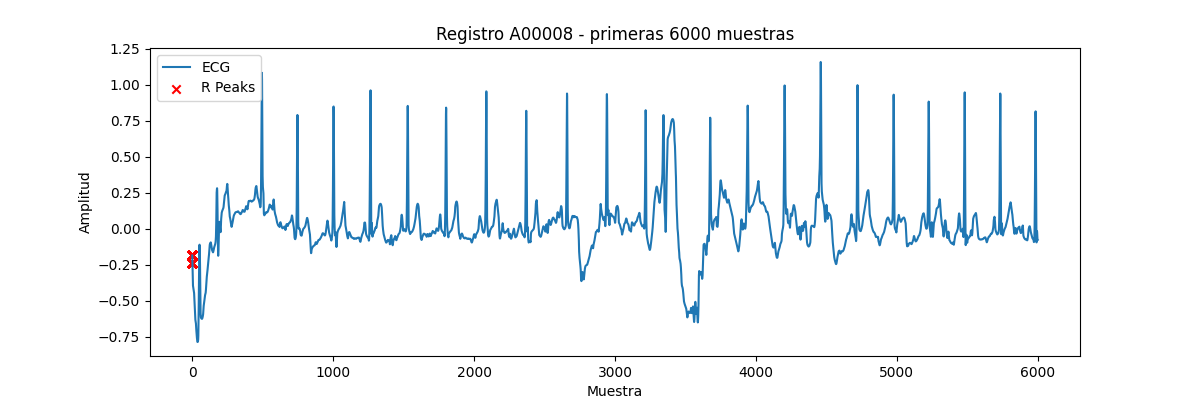 Registro A00008 - primeras 6000 muestras
ECG
R Peaks
Amplitud
1.25
1.00
0.75
0.50
0.25
0.00
−0.25
−0.50
−0.75
0 1000 2000 3000 4000 5000 6000
Muestra